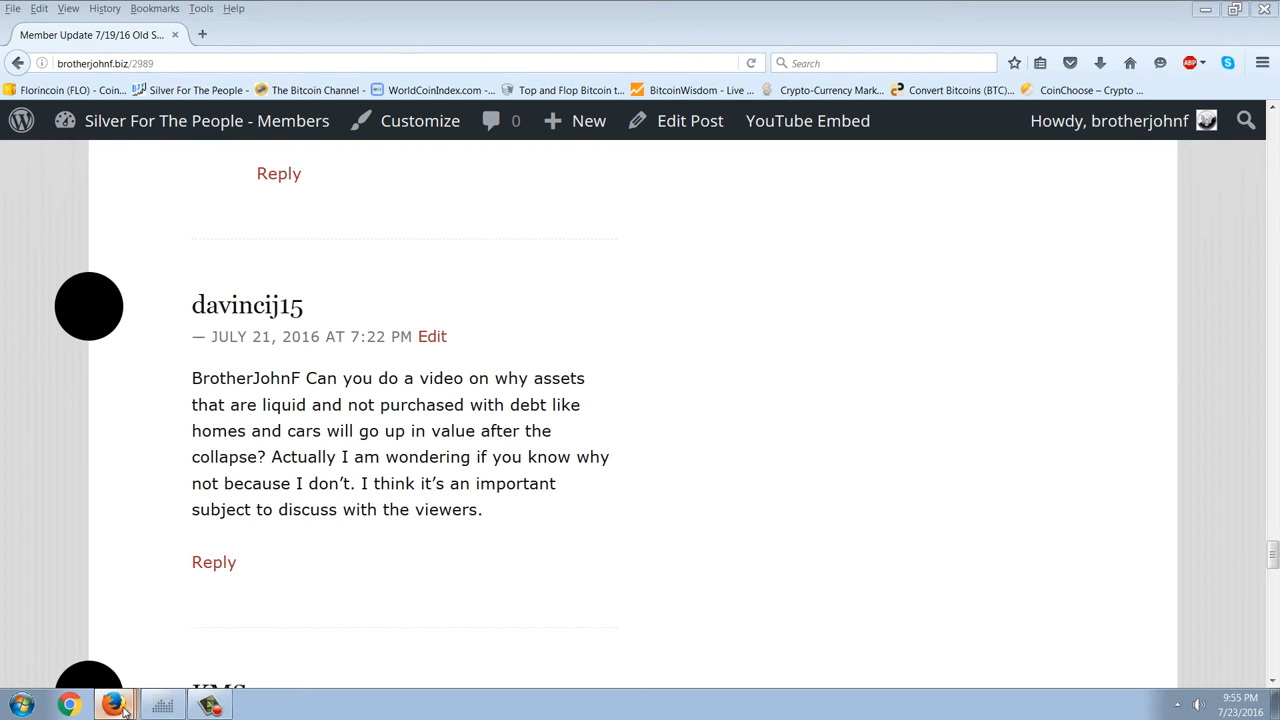 File Edit View History Bookmarks Tools Help
Member Update 7/19/16 Old S...
brotherjohnf.biz/2989
Search
ABP
Florincoin (FLO) - Coin...
Silver For The People -
The Bitcoin Channel -
WorldCoinIndex.com -
Top and Flop Bitcoin t...
BitcoinWisdom - Live ...
Crypto-Currency Mark...
Convert Bitcoins (BTC)...
CoinChoose – Crypto ...
Silver For The People - Members Customize 0 New Edit Post YouTube Embed Howdy, brotherjohnf
Reply
davincij15
— JULY 21, 2016 AT 7:22 PM Edit
BrotherJohnF Can you do a video on why assets
that are liquid and not purchased with debt like
homes and cars will go up in value after the
collapse? Actually I am wondering if you know why
not because I don’t. I think it’s an important
subject to discuss with the viewers.
Reply
9:55 PM
7/23/2016